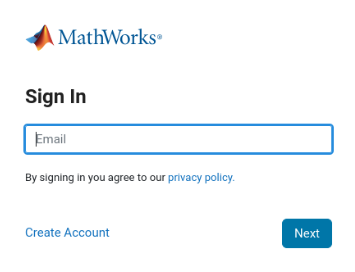 MathWorks®
Sign In
Email
By signing in you agree to our privacy policy.
Create Account
Next